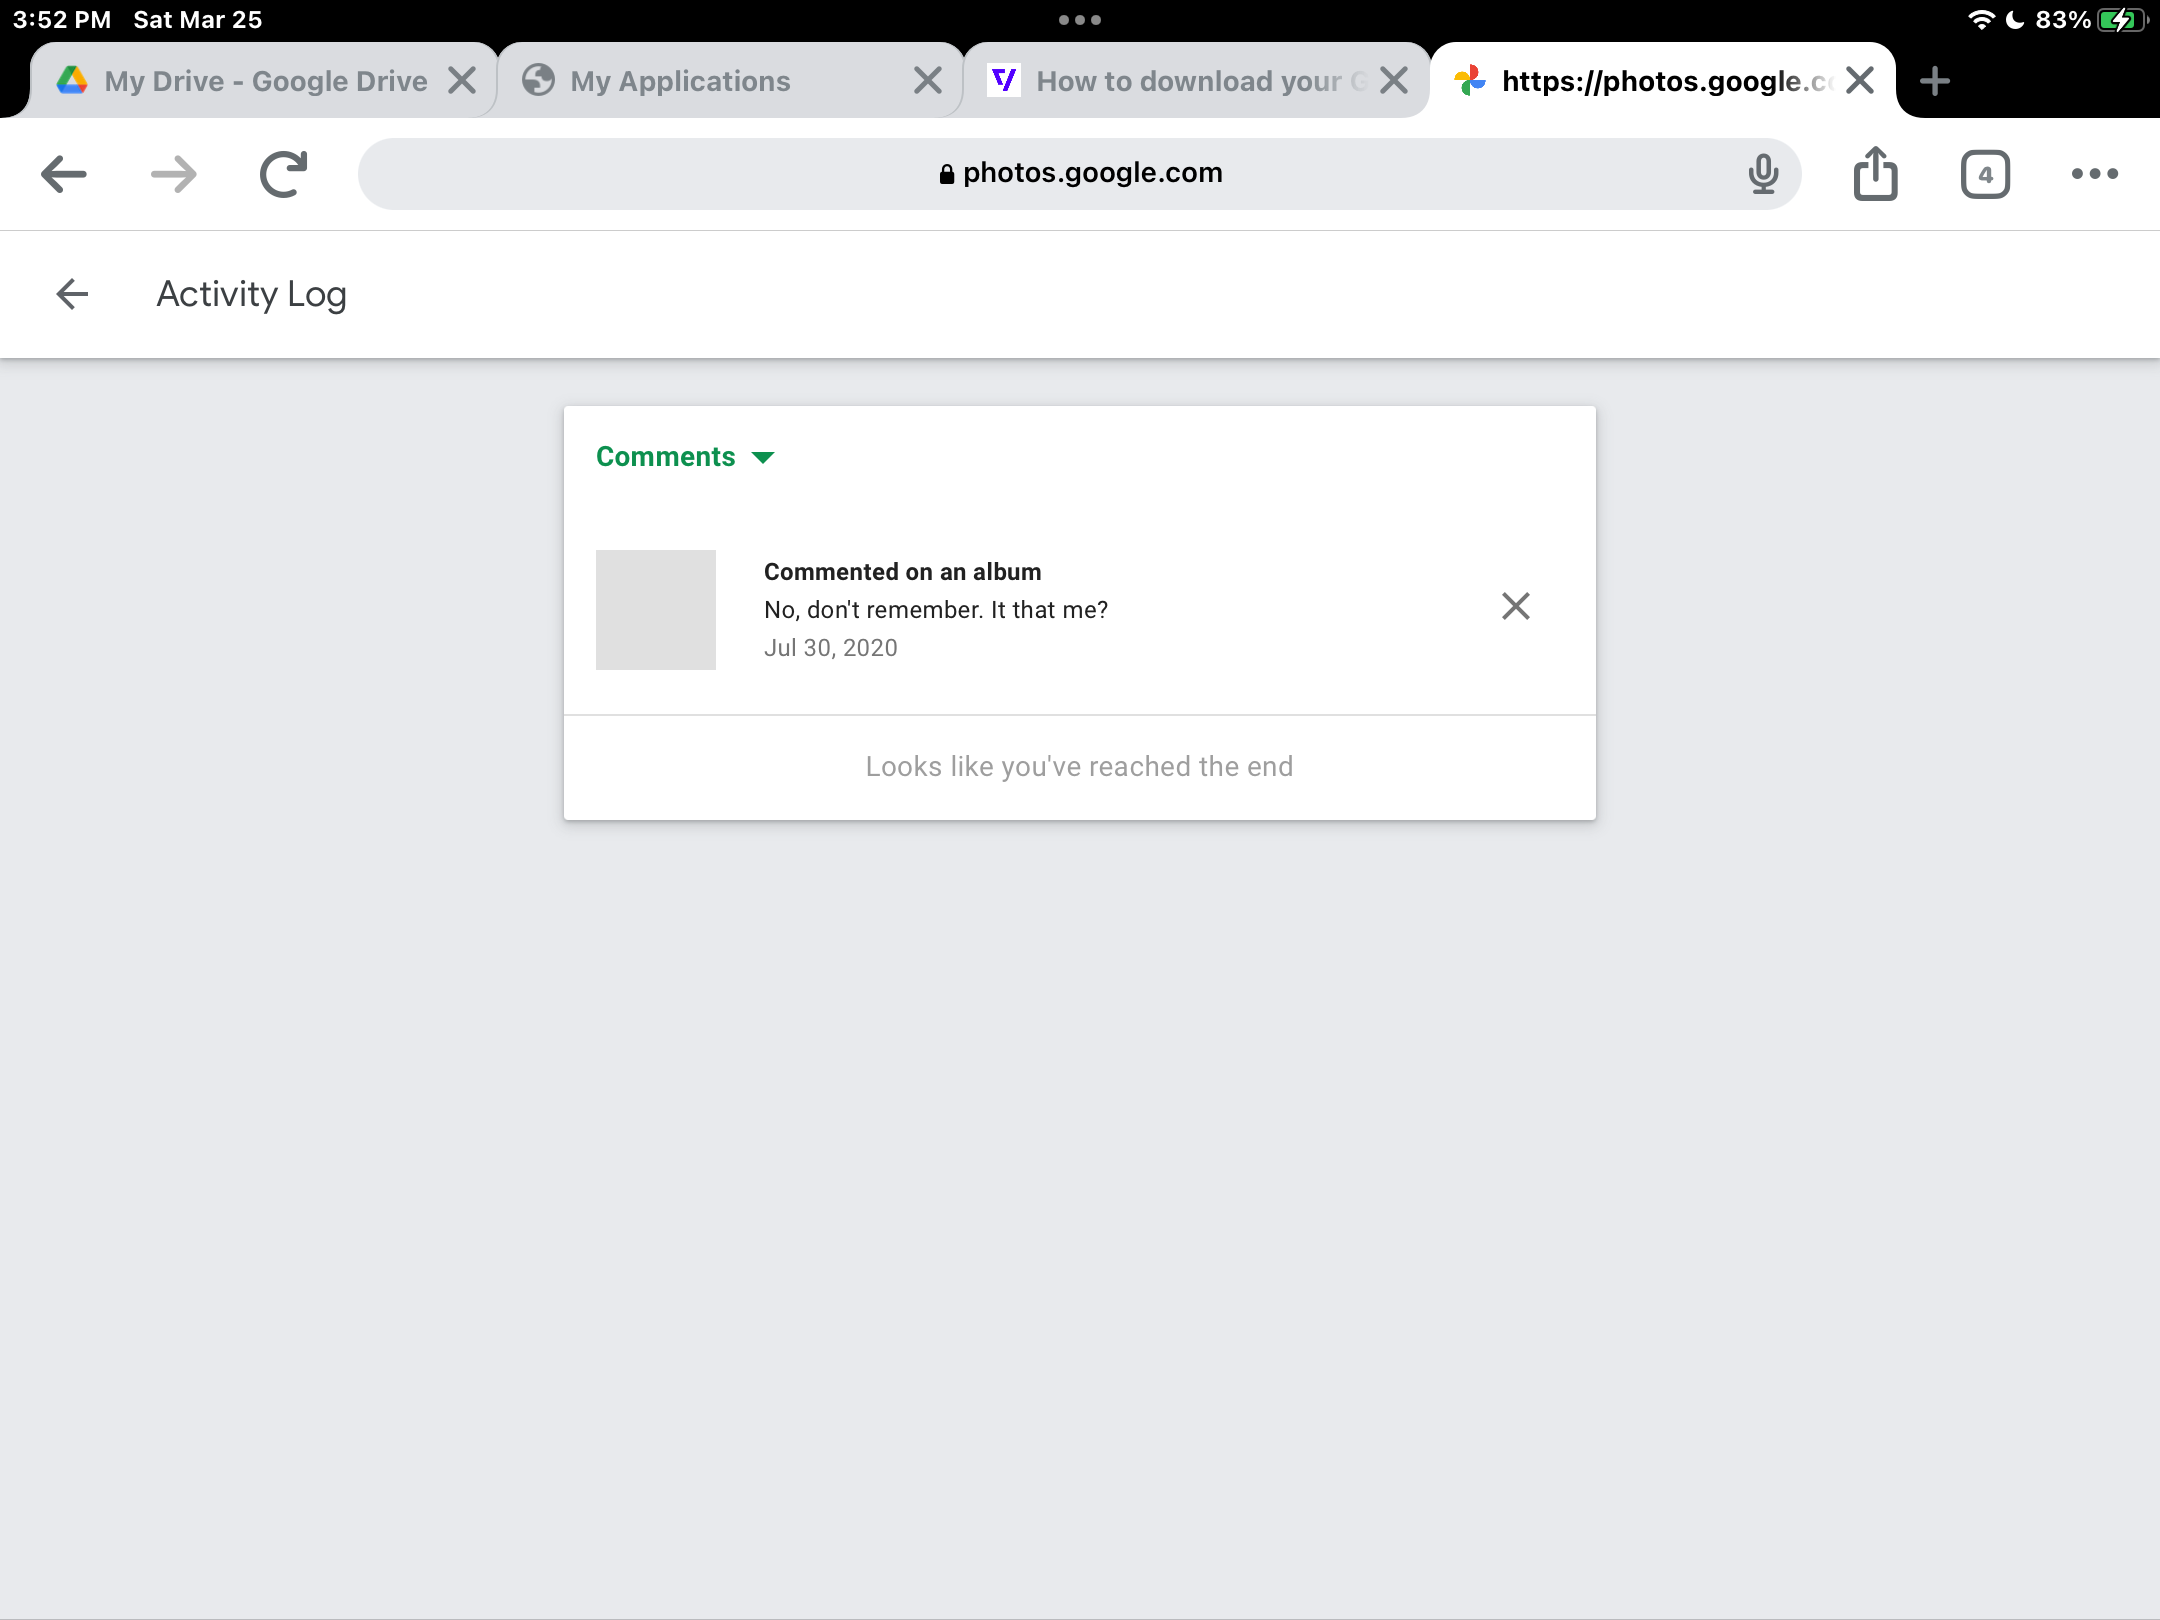 3:52 PM Sat Mar 25
83%
My Drive - Google Drive
My Applications
How to download your G
https://photos.google.c
photos.google.com
4
Activity Log
Comments
Commented on an album
No, don't remember. It that me?
Jul 30, 2020
Looks like you've reached the end